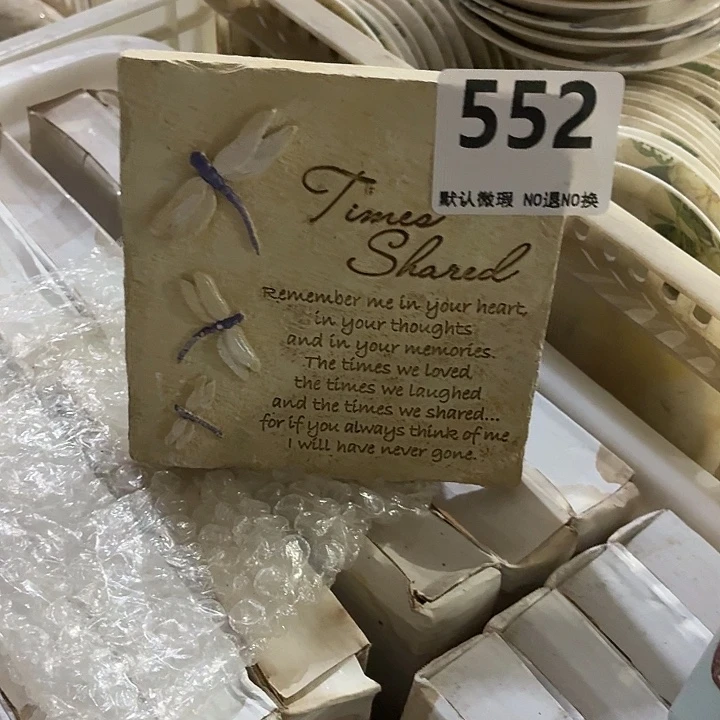 552
默认微瑕 NO退NO换
Times
Shared
Remember me in your heart,
in your thoughts
and in your memories.
The times we loved
the times we laughed
and the times we shared...
for if you always think of me
I will have never gone.